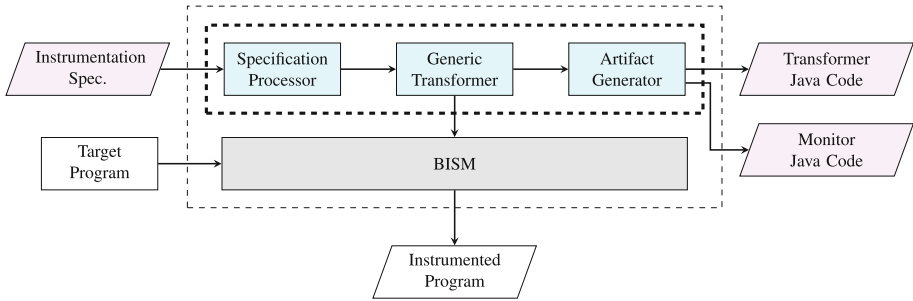 Instrumentation
Spec.
Specification
Processor
Generic
Transformer
Artifact
Generator
Transformer
Java Code
Monitor
Java Code
Target
Program
BISM
Instrumented
Program